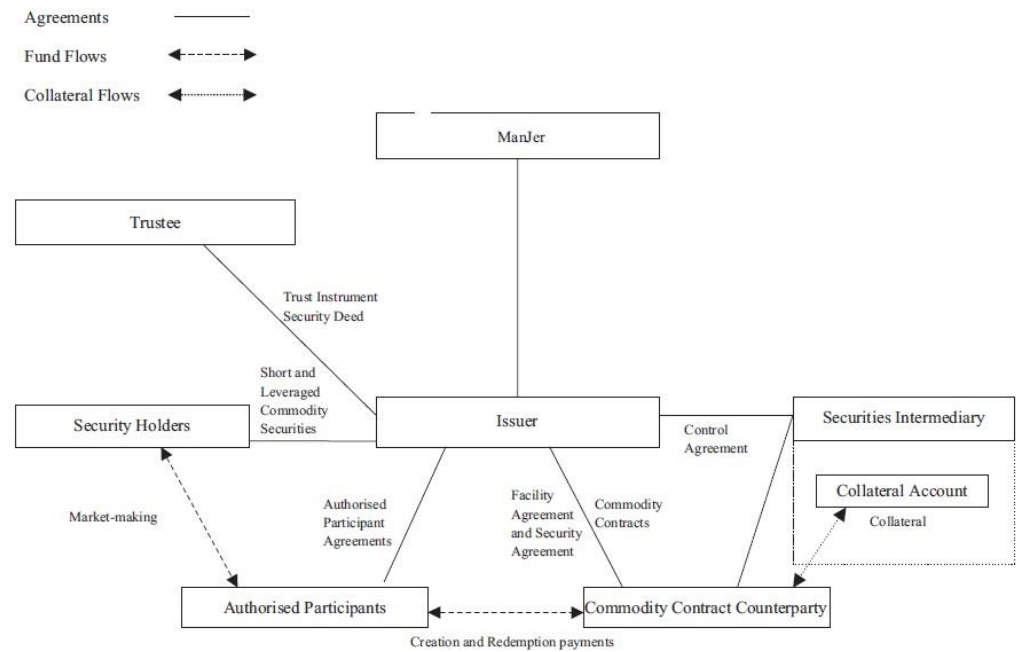 Agreements
Fund Flows
Collateral Flows
ManJer
Trustee
Trust Instrument
Security Deed
Short and
Leveraged
Commodity
Securities
Security Holders
Issuer
Control
Agreement
Securities Intermediary
Collateral Account
Collateral
Market-making
Authorised
Participant
Agreements
Facility
Agreement
and Security
Agreement
Commodity
Contracts
Authorised Participants
Commodity Contract Counterparty
Creation and Redemption payments